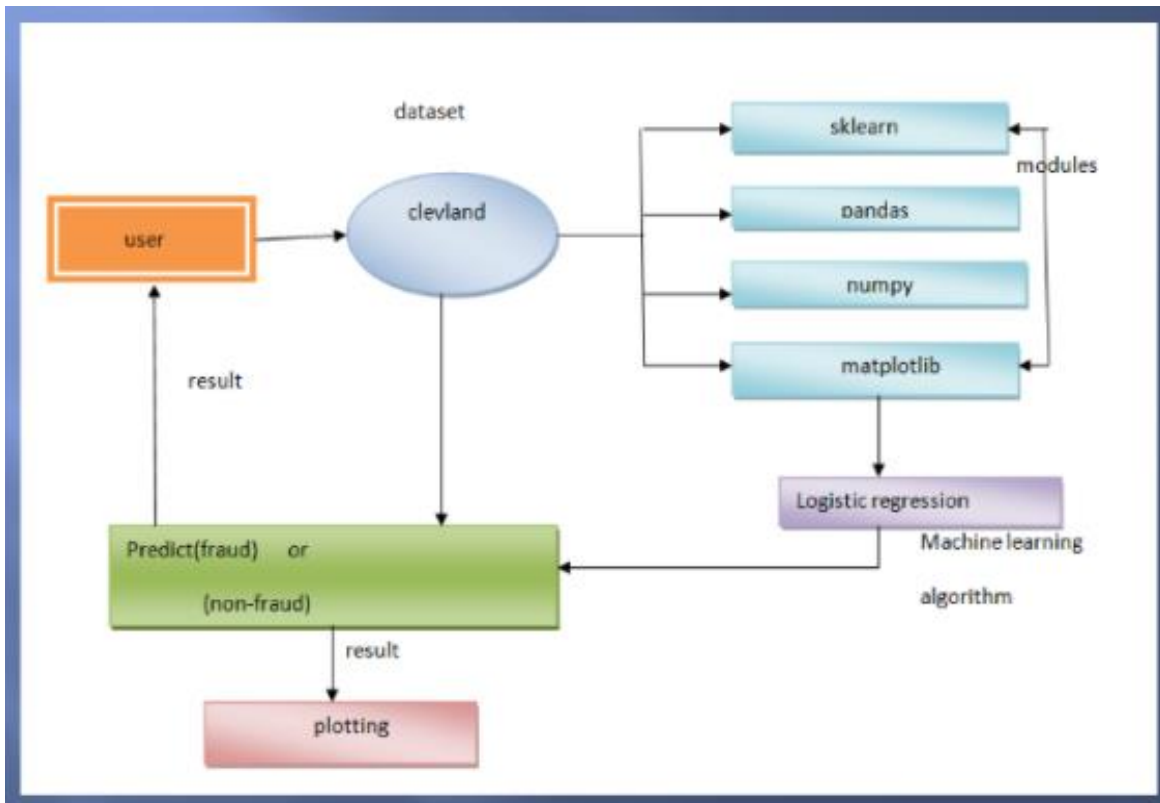 dataset
sklearn
modules
clevland
pandas
user
numpy
matplotlib
result
Logistic regression
Machine learning
algorithm
Predict(fraud) or
(non-fraud)
result
plotting